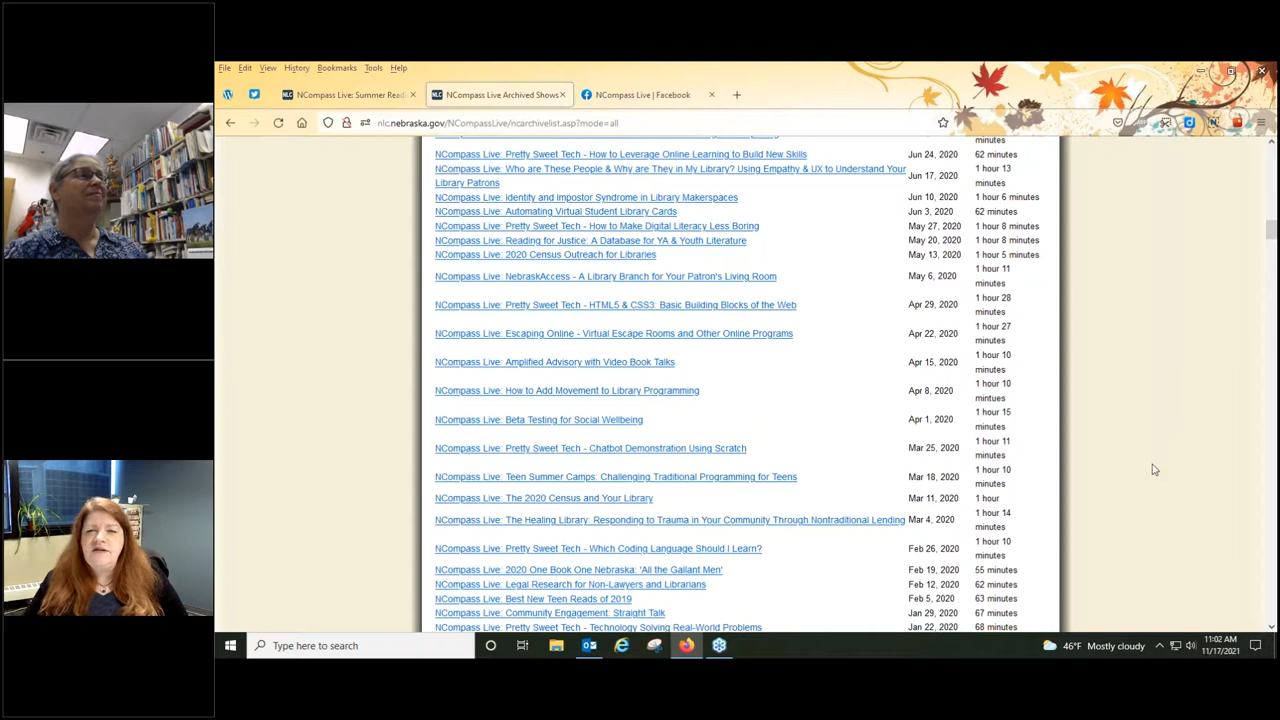 File Edit View History Bookmarks Tools Help
NCompass Live: Summer Readi × NCompass Live Archived Shows × NCompass Live | Facebook × +
nlc.nebraska.gov/NCompassLive/ncarchivelist.asp?mode=all
minutes
NCompass Live: Pretty Sweet Tech - How to Leverage Online Learning to Build New Skills Jun 24, 2020 62 minutes
NCompass Live: Who are These People & Why are They in My Library? Using Empathy & UX to Understand Your Library Patrons Jun 17, 2020 1 hour 13 minutes
NCompass Live: Identity and Impostor Syndrome in Library Makerspaces Jun 10, 2020 1 hour 6 minutes
NCompass Live: Automating Virtual Student Library Cards Jun 3, 2020 62 minutes
NCompass Live: Pretty Sweet Tech - How to Make Digital Literacy Less Boring May 27, 2020 1 hour 8 minutes
NCompass Live: Reading for Justice: A Database for YA & Youth Literature May 20, 2020 1 hour 8 minutes
NCompass Live: 2020 Census Outreach for Libraries May 13, 2020 1 hour 5 minutes
NCompass Live: NebraskAccess - A Library Branch for Your Patron's Living Room May 6, 2020 1 hour 11 minutes
NCompass Live: Pretty Sweet Tech - HTML5 & CSS3: Basic Building Blocks of the Web Apr 29, 2020 1 hour 28 minutes
NCompass Live: Escaping Online - Virtual Escape Rooms and Other Online Programs Apr 22, 2020 1 hour 27 minutes
NCompass Live: Amplified Advisory with Video Book Talks Apr 15, 2020 1 hour 10 minutes
NCompass Live: How to Add Movement to Library Programming Apr 8, 2020 1 hour 10 mintues
NCompass Live: Beta Testing for Social Wellbeing Apr 1, 2020 1 hour 15 minutes
NCompass Live: Pretty Sweet Tech - Chatbot Demonstration Using Scratch Mar 25, 2020 1 hour 11 minutes
NCompass Live: Teen Summer Camps: Challenging Traditional Programming for Teens Mar 18, 2020 1 hour 10 minutes
NCompass Live: The 2020 Census and Your Library Mar 11, 2020 1 hour
NCompass Live: The Healing Library: Responding to Trauma in Your Community Through Nontraditional Lending Mar 4, 2020 1 hour 14 minutes
NCompass Live: Pretty Sweet Tech - Which Coding Language Should I Learn? Feb 26, 2020 1 hour 10 minutes
NCompass Live: 2020 One Book One Nebraska: 'All the Gallant Men' Feb 19, 2020 55 minutes
NCompass Live: Legal Research for Non-Lawyers and Librarians Feb 12, 2020 62 minutes
NCompass Live: Best New Teen Reads of 2019 Feb 5, 2020 63 minutes
NCompass Live: Community Engagement: Straight Talk Jan 29, 2020 67 minutes
NCompass Live: Pretty Sweet Tech - Technology Solving Real-World Problems Jan 22, 2020 68 minutes
Type here to search 46°F Mostly cloudy 11:02 AM
11/17/2021